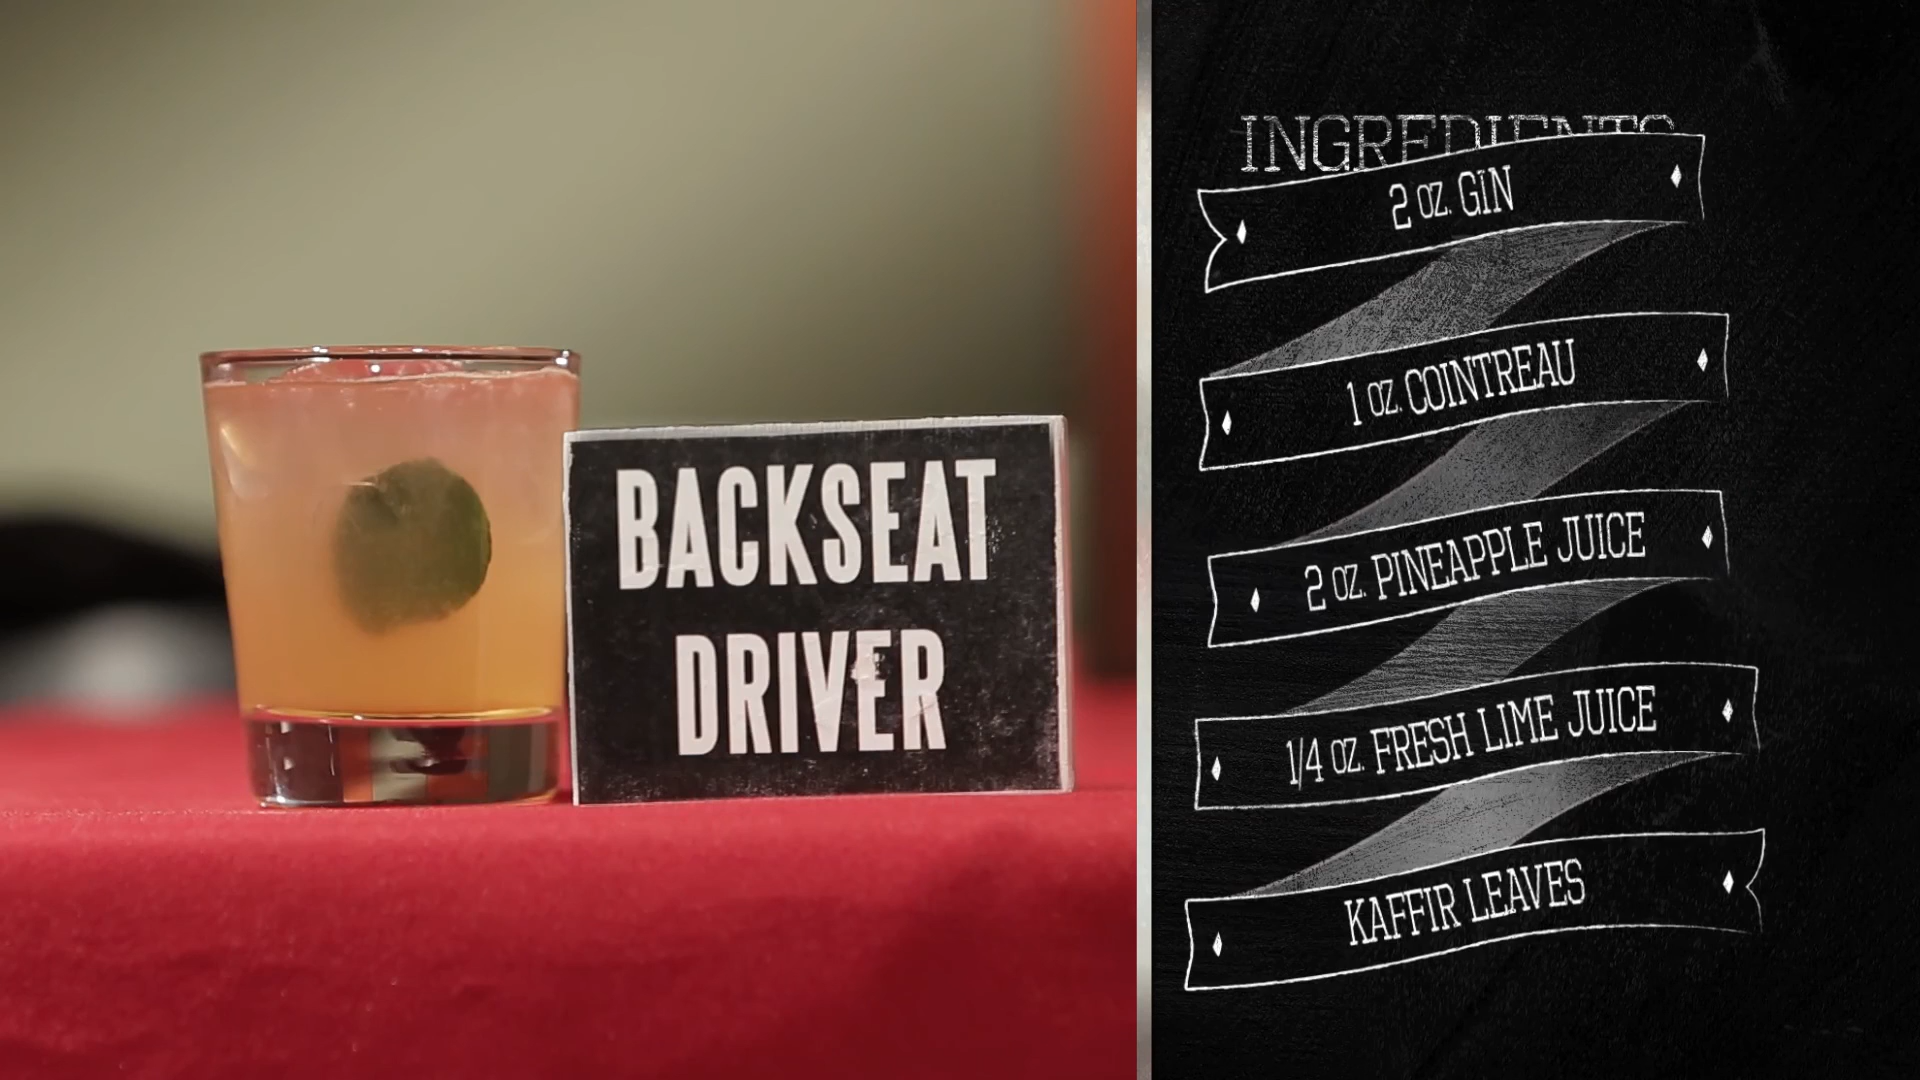 BACKSEAT
DRIVER
INGREDIENTS
2 OZ. GIN
1 OZ. COINTREAU
2 OZ. PINEAPPLE JUICE
1/4 OZ. FRESH LIME JUICE
KAFFIR LEAVES